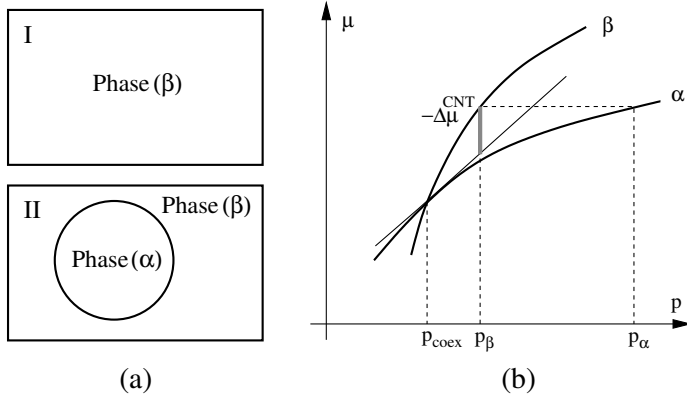 I
Phase (β)
II
Phase (β)
Phase (α)
(a)
μ
β
α
−Δμ^CNT
p
p_coex
p_β
p_α
(b)